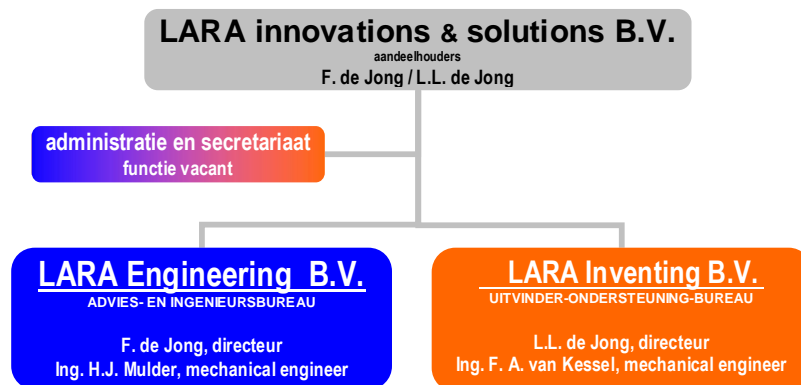 LARA innovations & solutions B.V.
aandeelhouders
F. de Jong / L.L. de Jong
administratie en secretariaat
functie vacant
LARA Engineering B.V.
ADVIES- EN INGENIEURSBUREAU
F. de Jong, directeur
Ing. H.J. Mulder, mechanical engineer
LARA Inventing B.V.
UITVINDER-ONDERSTEUNING-BUREAU
L.L. de Jong, directeur
Ing. F. A. van Kessel, mechanical engineer